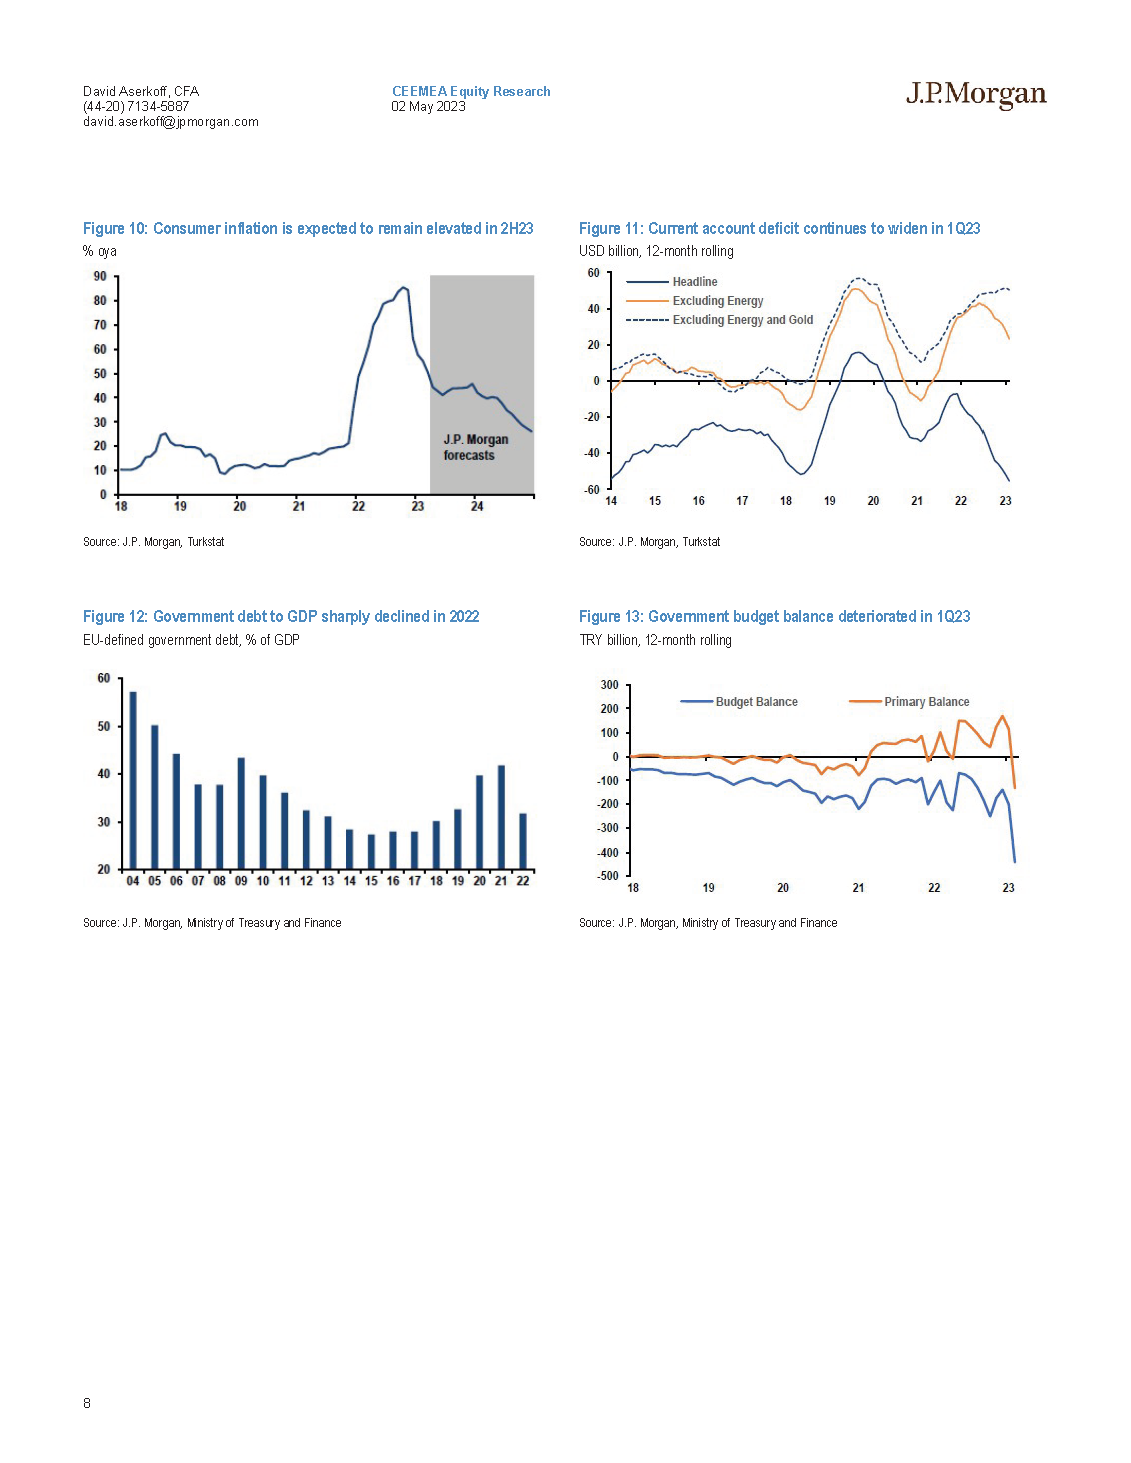 David Aserkoff, CFA
(44-20) 7134-5887
david.aserkoff@jpmorgan.com
CEEMEA Equity Research
02 May 2023
J.P.Morgan
Figure 10: Consumer inflation is expected to remain elevated in 2H23
% oya
90
80
70
60
50
40
30
20
10
0
J.P. Morgan
forecasts
18 19 20 21 22 23 24
Source: J.P. Morgan, Turkstat
Figure 11: Current account deficit continues to widen in 1Q23
USD billion, 12-month rolling
60
40
20
0
-20
-40
-60
Headline
Excluding Energy
Excluding Energy and Gold
14 15 16 17 18 19 20 21 22 23
Source: J.P. Morgan, Turkstat
Figure 12: Government debt to GDP sharply declined in 2022
EU-defined government debt, % of GDP
60
50
40
30
20
04 05 06 07 08 09 10 11 12 13 14 15 16 17 18 19 20 21 22
Source: J.P. Morgan, Ministry of Treasury and Finance
Figure 13: Government budget balance deteriorated in 1Q23
TRY billion, 12-month rolling
300
200
100
0
-100
-200
-300
-400
-500
Budget Balance Primary Balance
18 19 20 21 22 23
Source: J.P. Morgan, Ministry of Treasury and Finance
8